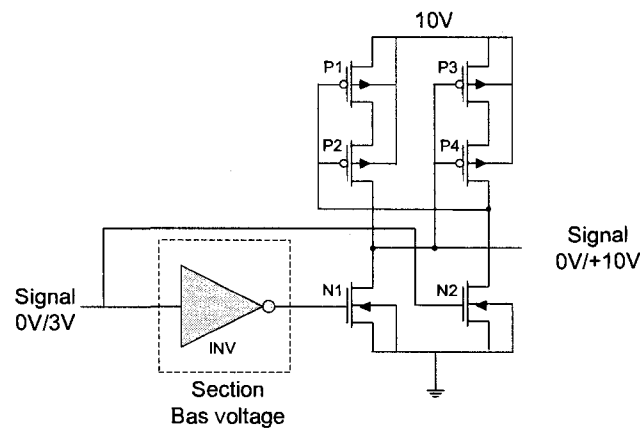 10V
P1
P3
P2
P4
Signal
0V/+10V
Signal
0V/3V
N1
N2
INV
Section
Bas voltage